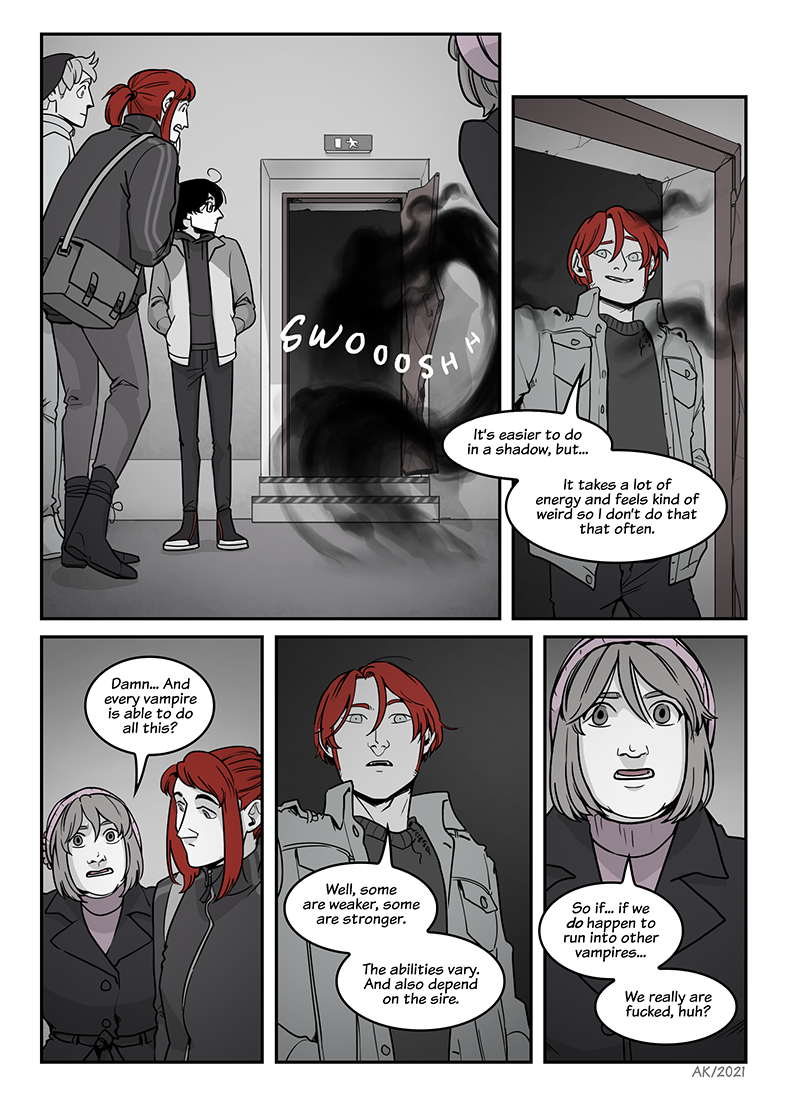 SWOOOSHH
It's easier to do
in a shadow, but...
It takes a lot of
energy and feels kind of
weird so I don't do that
that often.
Damn... And
every vampire
is able to do
all this?
Well, some
are weaker, some
are stronger.
The abilities vary.
And also depend
on the sire.
So if... if we
do happen to
run into other
vampires...
We really are
fucked, huh?
AK/2021